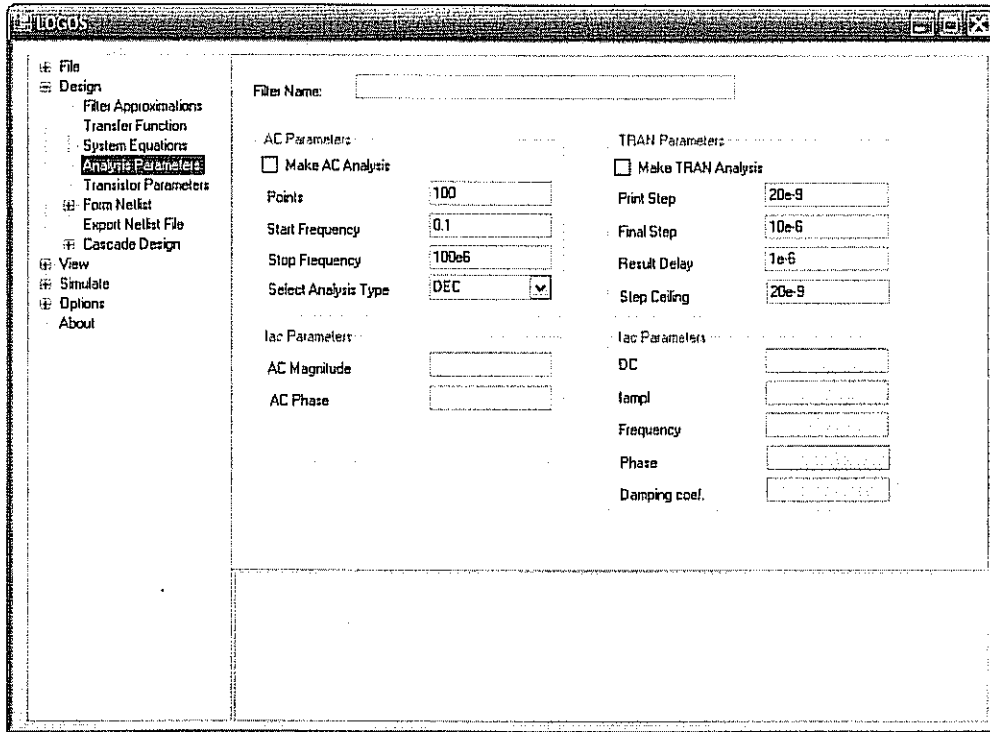 LOGOS
File
Design
Filter Approximations
Transfer Function
System Equations
Analysis Parameters
Transistor Parameters
Form Netlist
Export Netlist File
Cascade Design
View
Simulate
Options
About
Filter Name:
AC Parameters
Make AC Analysis
Points 100
Start Frequency 0.1
Stop Frequency 100e6
Select Analysis Type DEC
Iac Parameters
AC Magnitude
AC Phase
TRAN Parameters
Make TRAN Analysis
Print Step 20e-9
Final Step 10e-6
Result Delay 1e-6
Step Ceiling 20e-9
Iac Parameters
DC
Iampl
Frequency
Phase
Damping coef.